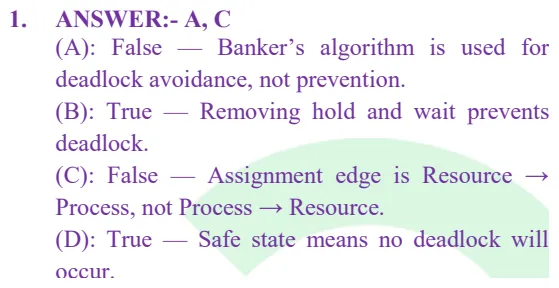 1. ANSWER:- A, C
(A): False — Banker’s algorithm is used for
deadlock avoidance, not prevention.
(B): True — Removing hold and wait prevents
deadlock.
(C): False — Assignment edge is Resource →
Process, not Process → Resource.
(D): True — Safe state means no deadlock will
occur.